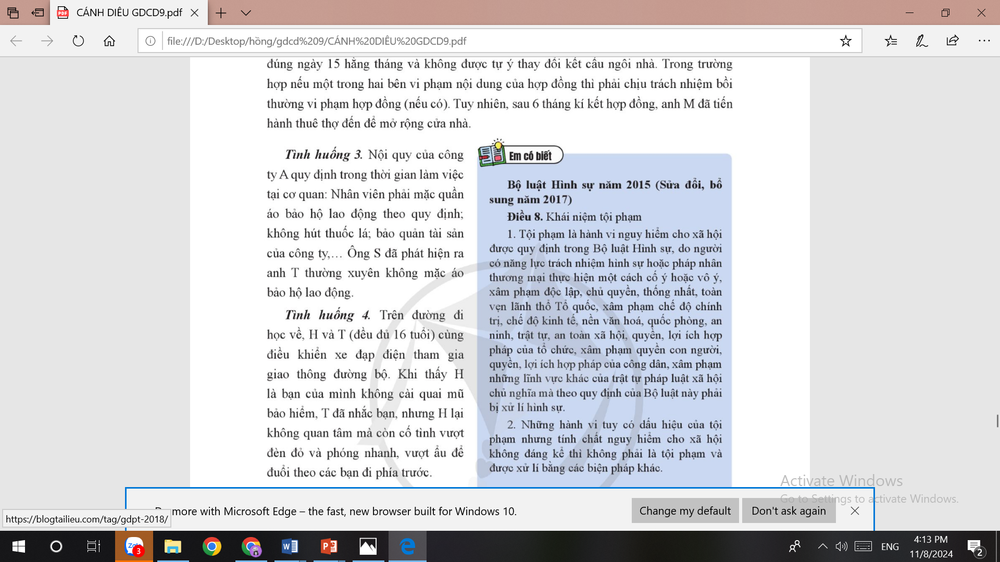 CÁNH DIỀU GDCD9.pdf
file:///D:/Desktop/hồng/gdcd%209/CÁNH%20DIỀU%20GDCD9.pdf
đúng ngày 15 hằng tháng và không được tự ý thay đổi kết cấu ngôi nhà. Trong trường
hợp nếu một trong hai bên vi phạm nội dung của hợp đồng thì phải chịu trách nhiệm bồi
thường vi phạm hợp đồng (nếu có). Tuy nhiên, sau 6 tháng kí kết hợp đồng, anh M đã tiến
hành thuê thợ đến để mở rộng cửa nhà.
Tình huống 3. Nội quy của công
ty A quy định trong thời gian làm việc
tại cơ quan: Nhân viên phải mặc quần
áo bảo hộ lao động theo quy định;
không hút thuốc lá; bảo quản tài sản
của công ty,... Ông S đã phát hiện ra
anh T thường xuyên không mặc áo
bảo hộ lao động.
Tình huống 4. Trên đường đi
học về, H và T (đều đủ 16 tuổi) cùng
điều khiển xe đạp điện tham gia
giao thông đường bộ. Khi thấy H
là bạn của mình không cài quai mũ
bảo hiểm, T đã nhắc bạn, nhưng H lại
không quan tâm mà còn cố tình vượt
đèn đỏ và phóng nhanh, vượt ẩu để
đuổi theo các bạn đi phía trước.
Em có biết
Bộ luật Hình sự năm 2015 (Sửa đổi, bổ
sung năm 2017)
Điều 8. Khái niệm tội phạm
1. Tội phạm là hành vi nguy hiểm cho xã hội
được quy định trong Bộ luật Hình sự, do người
có năng lực trách nhiệm hình sự hoặc pháp nhân
thương mại thực hiện một cách cố ý hoặc vô ý,
xâm phạm độc lập, chủ quyền, thống nhất, toàn
vẹn lãnh thổ Tổ quốc, xâm phạm chế độ chính
trị, chế độ kinh tế, nền văn hoá, quốc phòng, an
ninh, trật tự, an toàn xã hội, quyền, lợi ích hợp
pháp của tổ chức, xâm phạm quyền con người,
quyền, lợi ích hợp pháp của công dân, xâm phạm
những lĩnh vực khác của trật tự pháp luật xã hội
chủ nghĩa mà theo quy định của Bộ luật này phải
bị xử lí hình sự.
2. Những hành vi tuy có dấu hiệu của tội
phạm nhưng tính chất nguy hiểm cho xã hội
không đáng kể thì không phải là tội phạm và
được xử lí bằng các biện pháp khác.
Activate Windows
Go to Settings to activate Windows.
more with Microsoft Edge – the fast, new browser built for Windows 10.
Change my default
Don't ask again
https://blogtailieu.com/tag/gdpt-2018/
Zalo
3
ENG
4:13 PM
11/8/2024
2